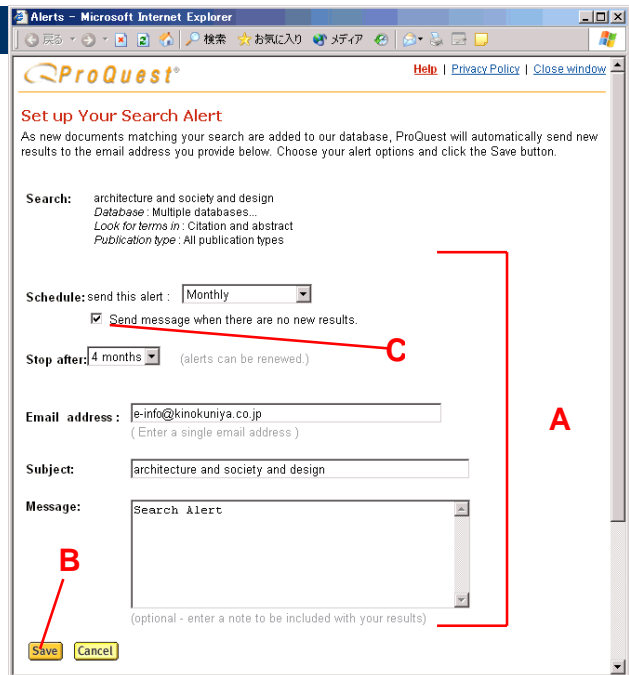 Alerts - Microsoft Internet Explorer
戻る 検索 お気に入り メディア
ProQuest®
Help | Privacy Policy | Close window
Set up Your Search Alert
As new documents matching your search are added to our database, ProQuest will automatically send new
results to the email address you provide below. Choose your alert options and click the Save button.
Search: architecture and society and design
Database : Multiple databases...
Look for terms in : Citation and abstract
Publication type : All publication types
Schedule: send this alert : Monthly
Send message when there are no new results.
C
Stop after: 4 months (alerts can be renewed.)
A
Email address : e-info@kinokuniya.co.jp
( Enter a single email address )
Subject: architecture and society and design
Message: Search Alert
B
(optional - enter a note to be included with your results)
Save Cancel